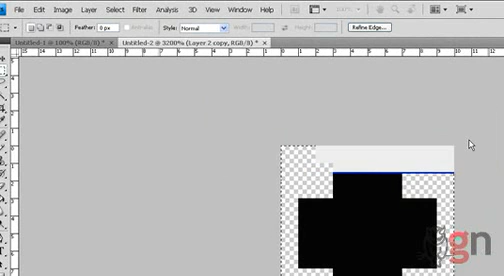 File Edit Image Layer Select Filter Analysis 3D View Window Help
Feather: 0 px Style: Normal Refine Edge...
Untitled-1 @ 100% (RGB/8) * × Untitled-2 @ 3200% (Layer 2 copy, RGB/8) * ×
gn